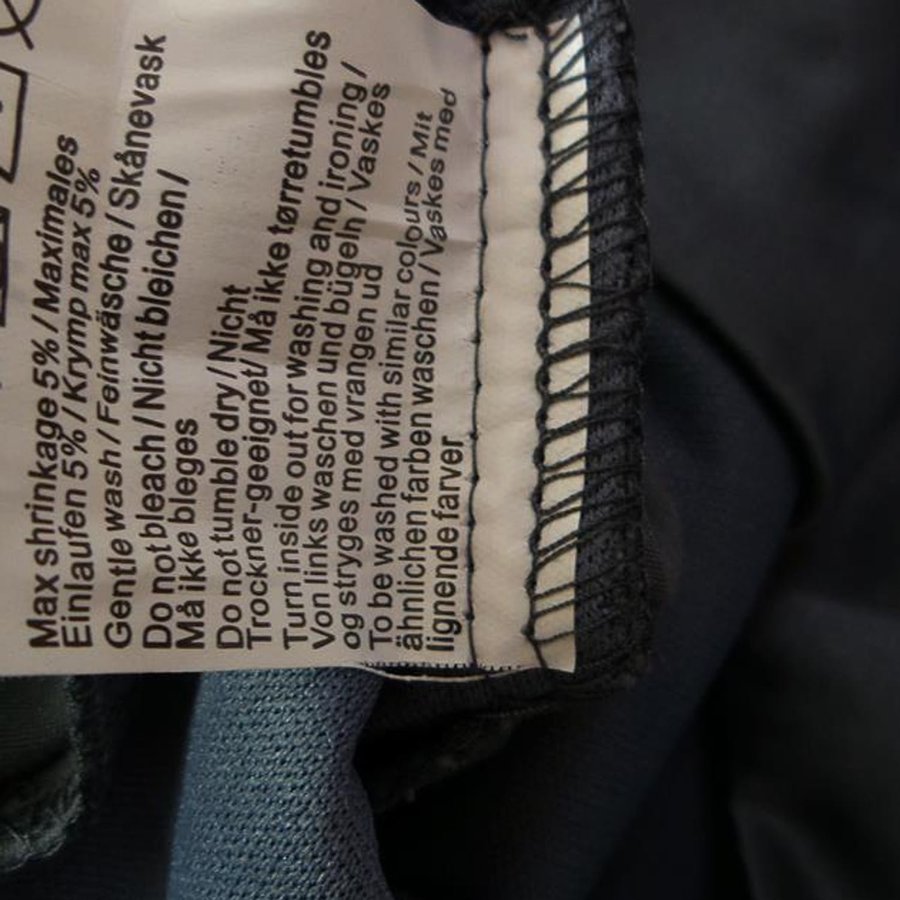 Max shrinkage 5% / Maximales
Einlaufen 5% / Krymp max 5%
Gentle wash / Feinwäsche / Skånevask
Do not bleach / Nicht bleichen /
Må ikke bleges
Do not tumble dry / Nicht
Trockner-geeignet/ Må ikke tørretumbles
Turn inside out for washing and ironing /
Von links waschen und bügeln / Vaskes
og stryges med vrangen ud
To be washed with similar colours / Mit
ähnlichen farben waschen / Vaskes med
lignende farver